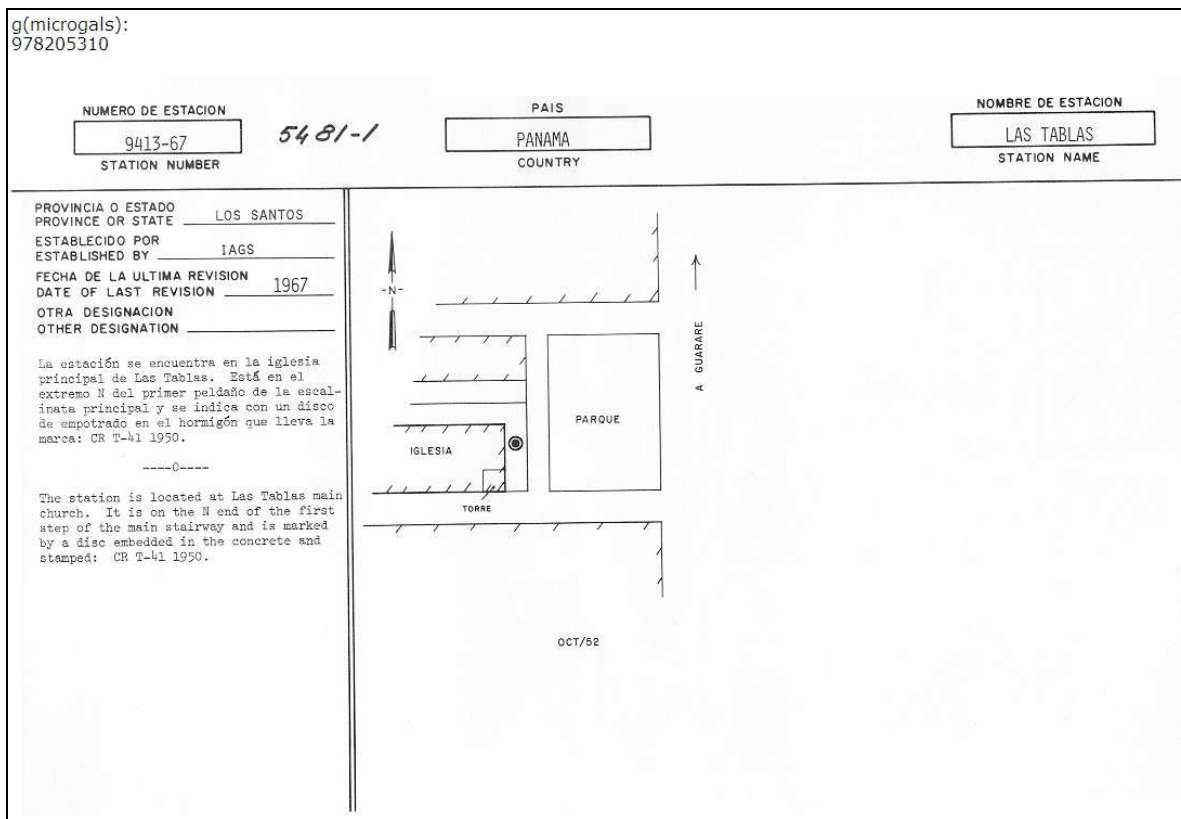 g(microgals):
978205310
NUMERO DE ESTACION
9413-67
STATION NUMBER
5481-1
PAIS
PANAMA
COUNTRY
NOMBRE DE ESTACION
LAS TABLAS
STATION NAME
PROVINCIA O ESTADO
PROVINCE OR STATE LOS SANTOS
ESTABLECIDO POR
ESTABLISHED BY IAGS
FECHA DE LA ULTIMA REVISION
DATE OF LAST REVISION 1967
OTRA DESIGNACION
OTHER DESIGNATION
La estación se encuentra en la iglesia
principal de Las Tablas. Está en el
extremo N del primer peldaño de la escal-
inata principal y se indica con un disco
de empotrado en el hormigón que lleva la
marca: CR T-41 1950.
----O----
The station is located at Las Tablas main
church. It is on the N end of the first
step of the main stairway and is marked
by a disc embedded in the concrete and
stamped: CR T-41 1950.
-N-
A GUARARE
PARQUE
IGLESIA
TORRE
OCT/52